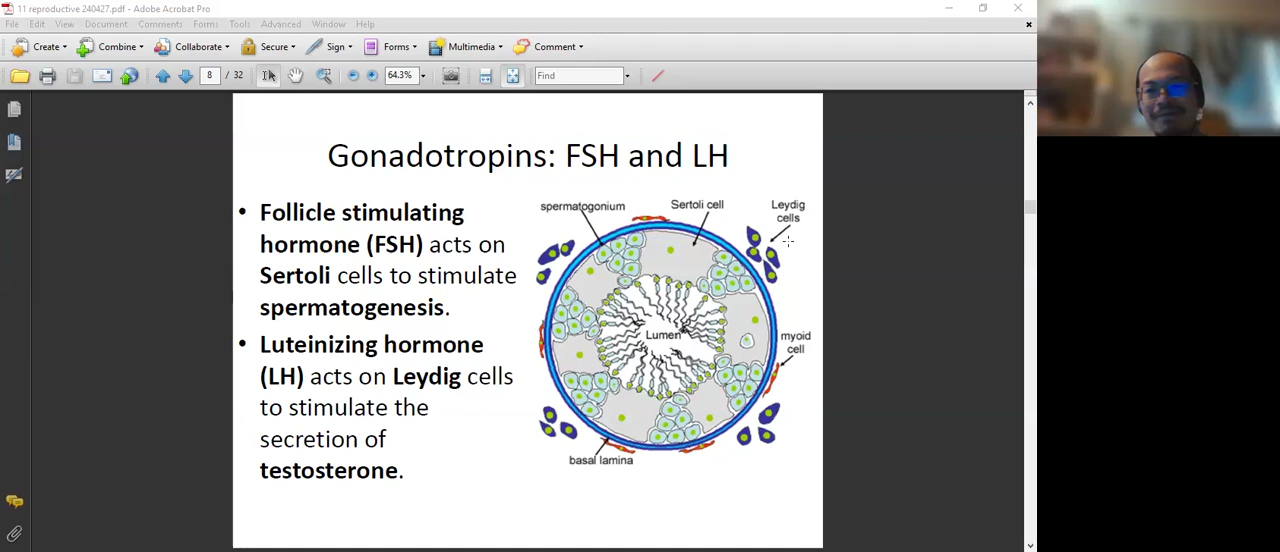 11 reproductive 240427.pdf - Adobe Acrobat Pro
File Edit View Document Comments Forms Tools Advanced Window Help
Create Combine Collaborate Secure Sign Forms Multimedia Comment
8 / 32 64.3% Find
Gonadotropins: FSH and LH
• Follicle stimulating
hormone (FSH) acts on
Sertoli cells to stimulate
spermatogenesis.
• Luteinizing hormone
(LH) acts on Leydig cells
to stimulate the
secretion of
testosterone.
spermatogonium
Sertoli cell
Leydig
cells
Lumen
myoid
cell
basal lamina